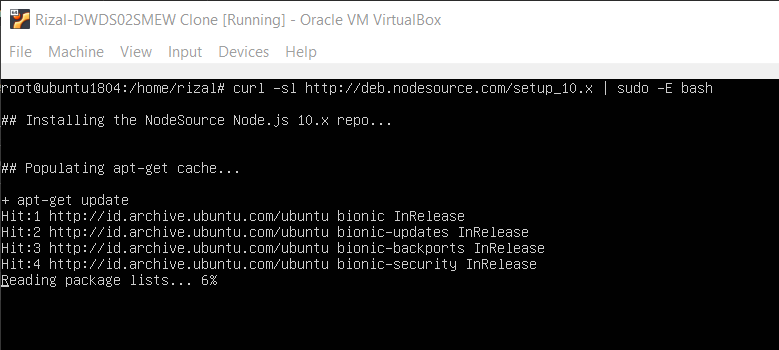 Rizal-DWDS02SMEW Clone [Running] - Oracle VM VirtualBox
File Machine View Input Devices Help
root@ubuntu1804:/home/rizal# curl -sl http://deb.nodesource.com/setup_10.x | sudo -E bash
## Installing the NodeSource Node.js 10.x repo...
## Populating apt-get cache...
+ apt-get update
Hit:1 http://id.archive.ubuntu.com/ubuntu bionic InRelease
Hit:2 http://id.archive.ubuntu.com/ubuntu bionic-updates InRelease
Hit:3 http://id.archive.ubuntu.com/ubuntu bionic-backports InRelease
Hit:4 http://id.archive.ubuntu.com/ubuntu bionic-security InRelease
Reading package lists... 6%